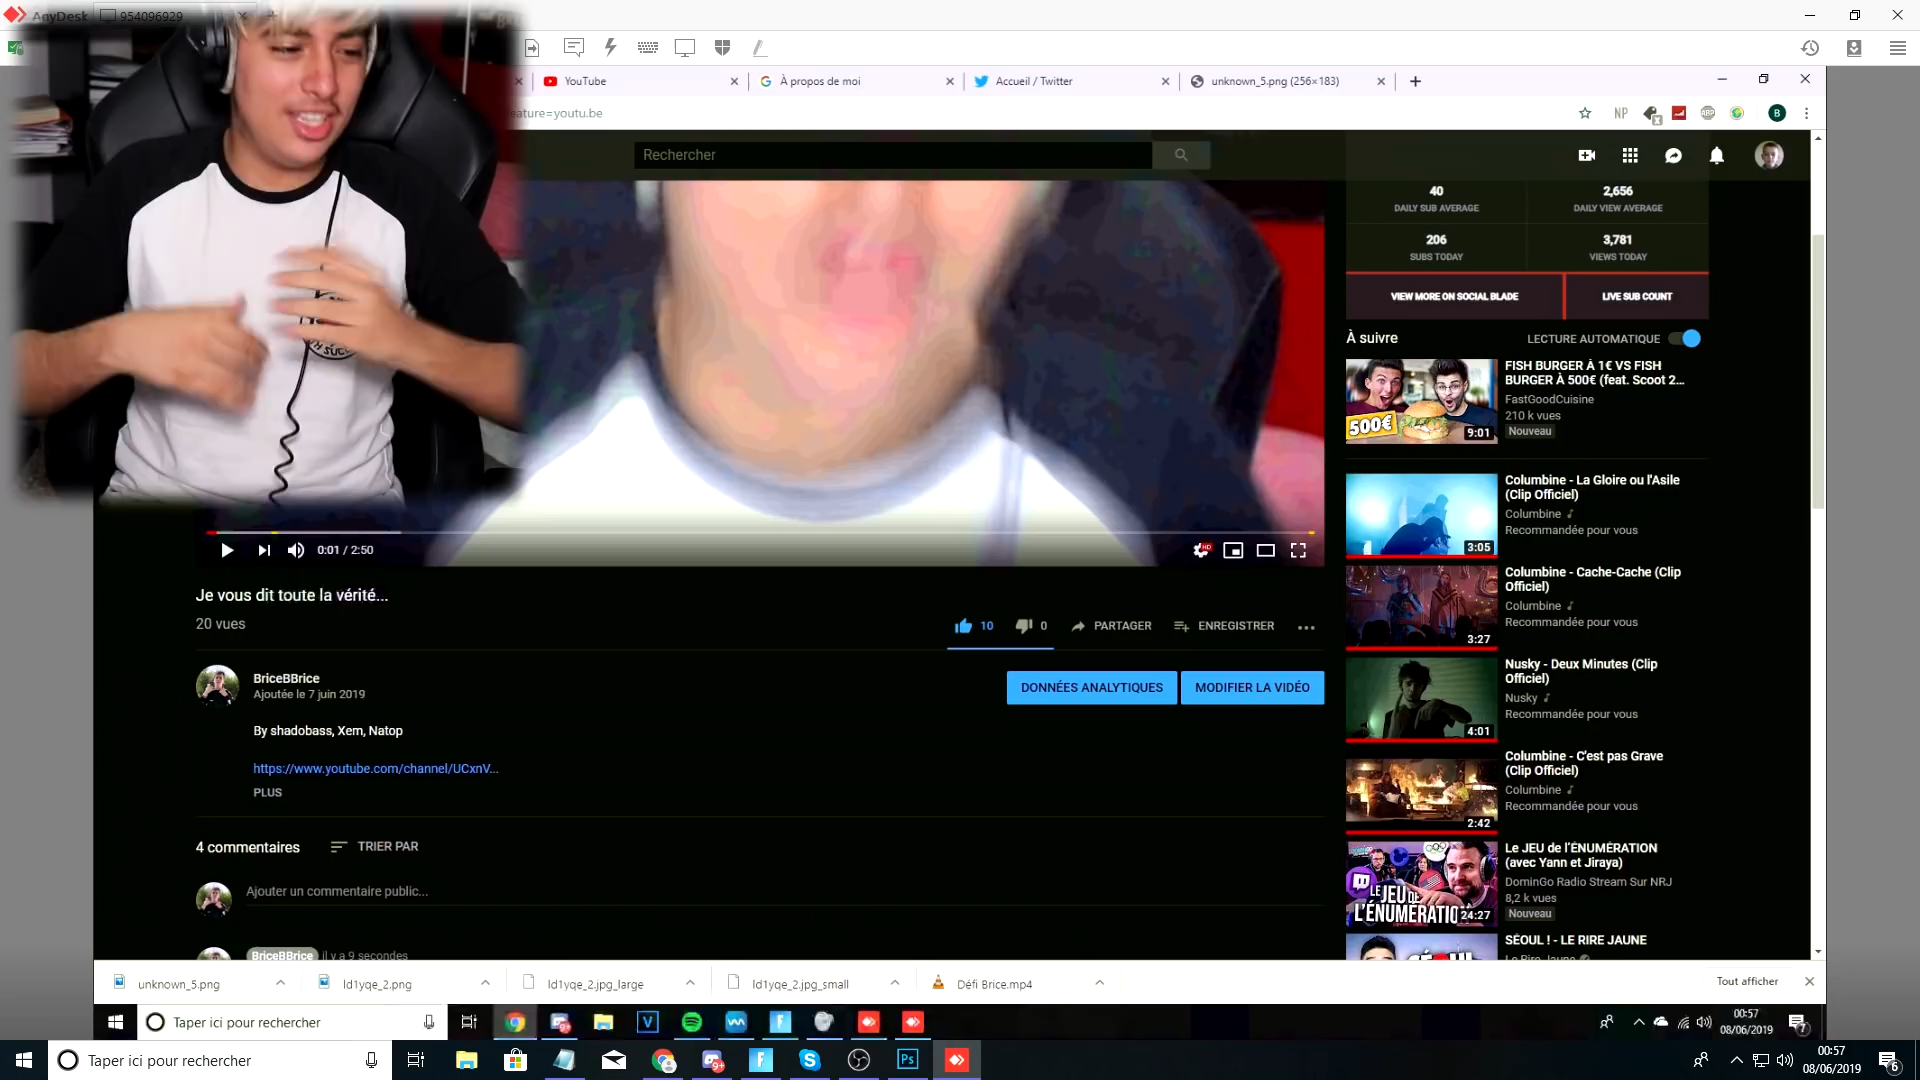 AnyDesk 954096929
YouTube
À propos de moi
Accueil / Twitter
unknown_5.png (256×183)
eature=youtu.be
NP
B
Rechercher
40
DAILY SUB AVERAGE
2,656
DAILY VIEW AVERAGE
206
SUBS TODAY
3,781
VIEWS TODAY
VIEW MORE ON SOCIAL BLADE
LIVE SUB COUNT
À suivre
LECTURE AUTOMATIQUE
500€
9:01
FISH BURGER À 1€ VS FISH
BURGER À 500€ (feat. Scoot 2...
FastGoodCuisine
210 k vues
Nouveau
3:05
Columbine - La Gloire ou l'Asile
(Clip Officiel)
Columbine
Recommandée pour vous
3:27
Columbine - Cache-Cache (Clip
Officiel)
Columbine
Recommandée pour vous
4:01
Nusky - Deux Minutes (Clip
Officiel)
Nusky
Recommandée pour vous
2:42
Columbine - C'est pas Grave
(Clip Officiel)
Columbine
Recommandée pour vous
LE JEU DE
L'ÉNUMÉRATIO
24:27
Le JEU de l'ÉNUMÉRATION
(avec Yann et Jiraya)
DominGo Radio Stream Sur NRJ
8,2 k vues
Nouveau
SÉOUL ! - LE RIRE JAUNE
Le Rire Jaune
0:01 / 2:50
HD
Je vous dit toute la vérité...
20 vues
10
0
PARTAGER
ENREGISTRER
BriceBBrice
Ajoutée le 7 juin 2019
DONNÉES ANALYTIQUES
MODIFIER LA VIDÉO
By shadobass, Xem, Natop
https://www.youtube.com/channel/UCxnV...
PLUS
4 commentaires
TRIER PAR
Ajouter un commentaire public...
BriceBBrice il y a 9 secondes
unknown_5.png
ld1yqe_2.png
ld1yqe_2.jpg_large
ld1yqe_2.jpg_small
Défi Brice.mp4
Tout afficher
Taper ici pour rechercher
00:57
08/06/2019
7
Taper ici pour rechercher
Ps
00:57
08/06/2019
6